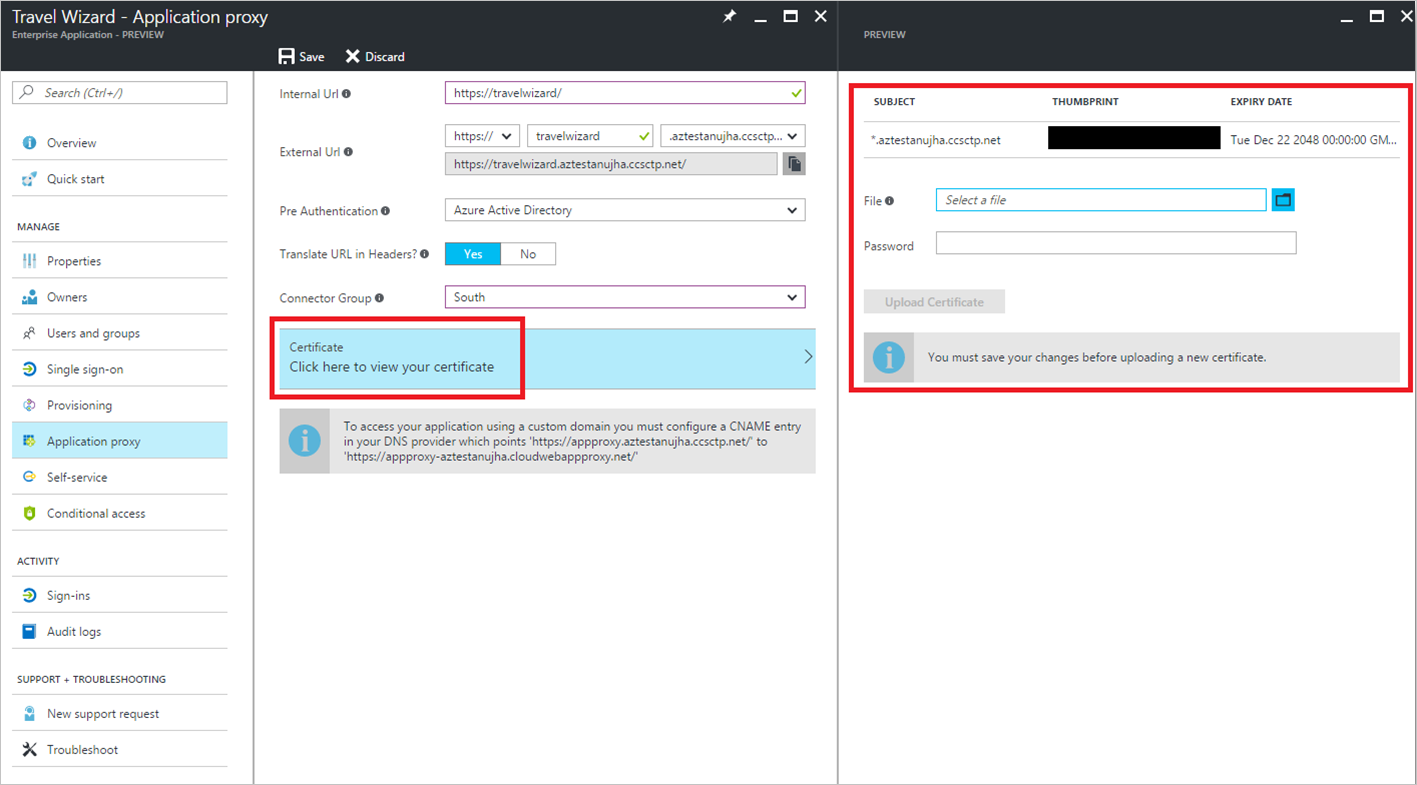 Travel Wizard - Application proxy
Enterprise Application - PREVIEW
Save
Discard
Search (Ctrl+/)
Overview
Quick start
MANAGE
Properties
Owners
Users and groups
Single sign-on
Provisioning
Application proxy
Self-service
Conditional access
ACTIVITY
Sign-ins
Audit logs
SUPPORT + TROUBLESHOOTING
New support request
Troubleshoot
Internal Url
https://travelwizard/
External Url
https://
travelwizard
.aztestanujha.ccsctp...
https://travelwizard.aztestanujha.ccsctp.net/
Pre Authentication
Azure Active Directory
Translate URL in Headers?
Yes
No
Connector Group
South
Certificate
Click here to view your certificate
To access your application using a custom domain you must configure a CNAME entry
in your DNS provider which points 'https://appproxy.aztestanujha.ccsctp.net/' to
'https://appproxy-aztestanujha.cloudwebappproxy.net/'
PREVIEW
SUBJECT THUMBPRINT EXPIRY DATE
*.aztestanujha.ccsctp.net Tue Dec 22 2048 00:00:00 GM...
File
Select a file
Password
Upload Certificate
You must save your changes before uploading a new certificate.